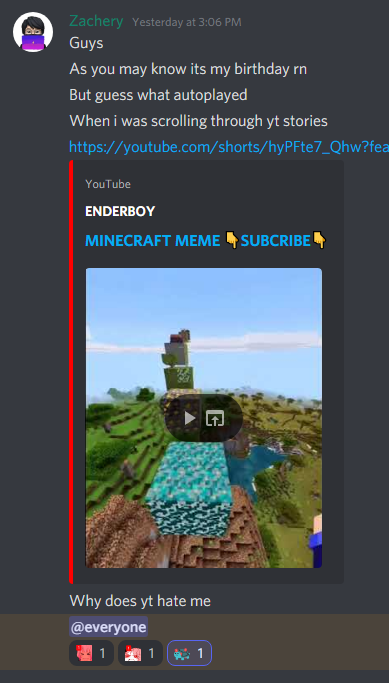 Zachery Yesterday at 3:06 PM
Guys
As you may know its my birthday rn
But guess what autoplayed
When i was scrolling through yt stories
https://youtube.com/shorts/hyPFte7_Qhw?fea
YouTube
ENDERBOY
MINECRAFT MEME 👇SUBCRIBE👇
Why does yt hate me
@everyone
1 1 1